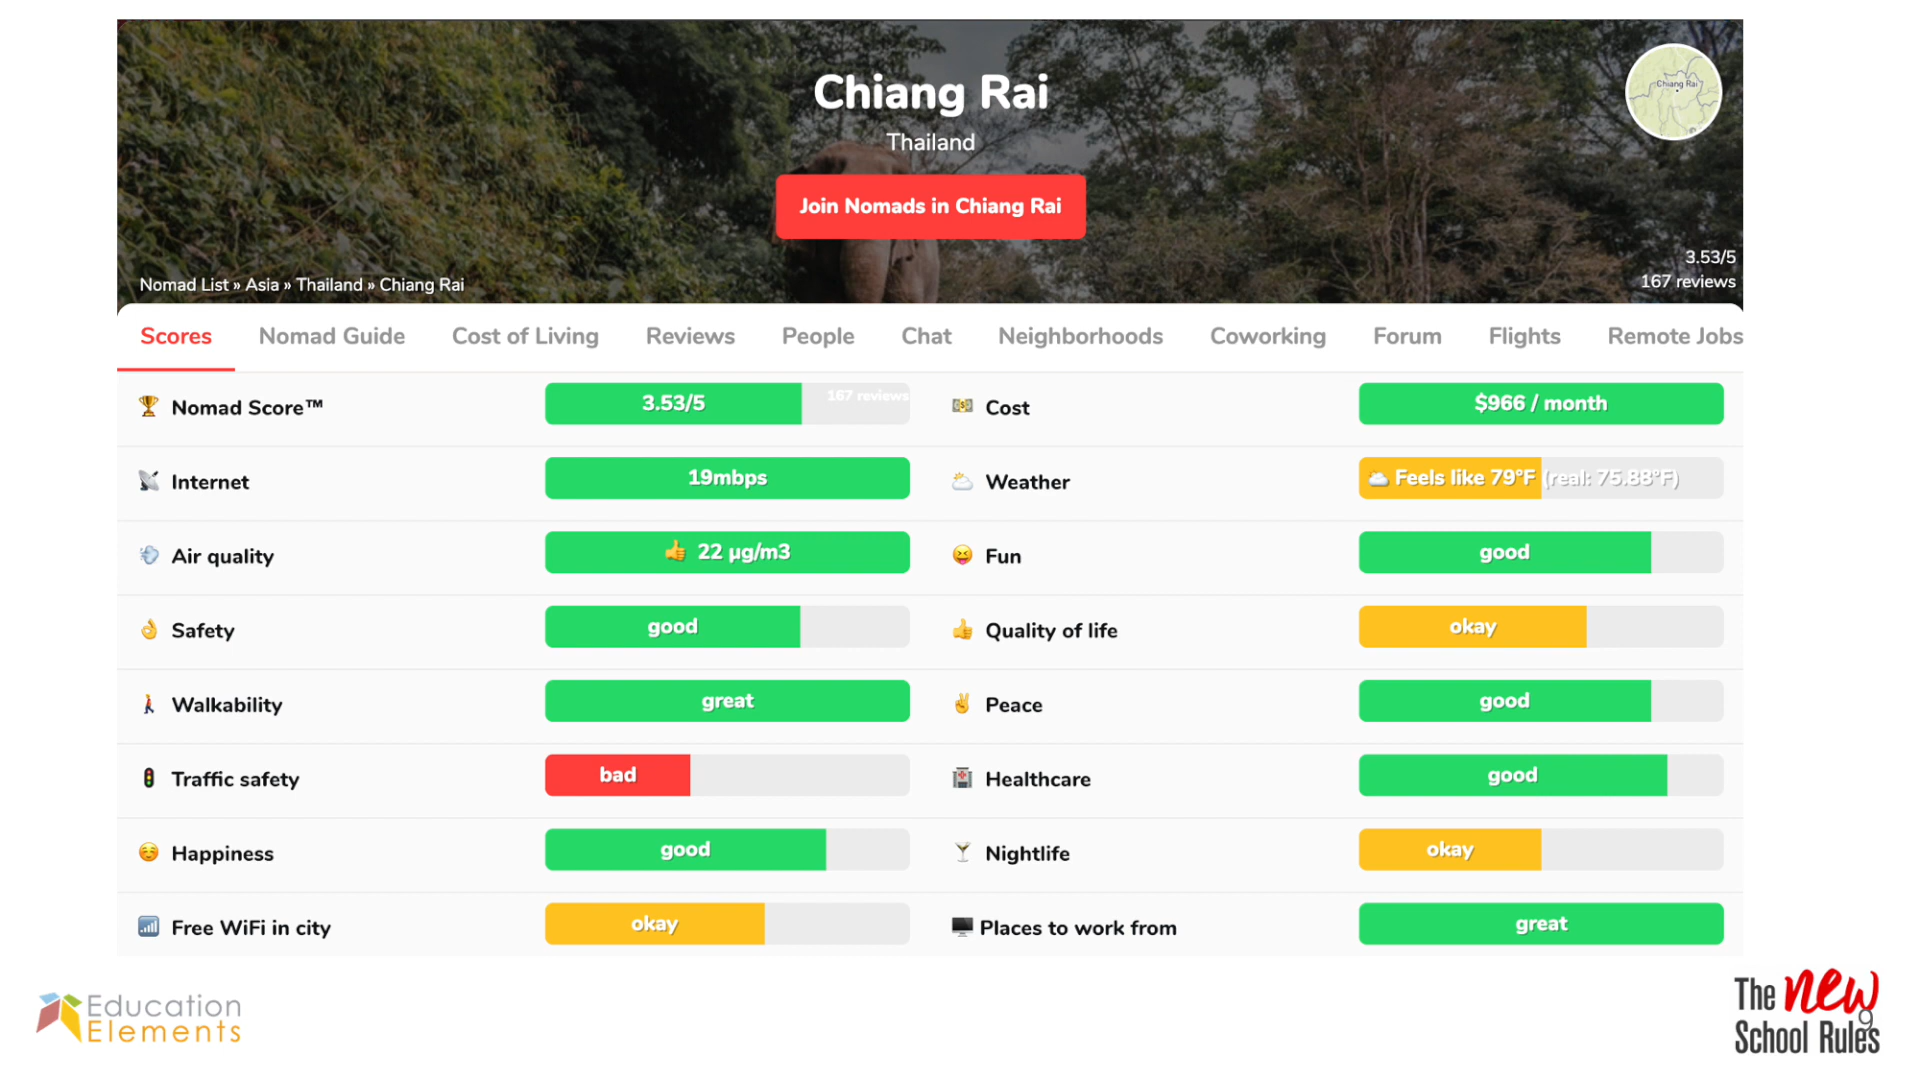 Chiang Rai
Thailand
Join Nomads in Chiang Rai
Chiang Rai
3.53/5
167 reviews
Nomad List » Asia » Thailand » Chiang Rai
Scores Nomad Guide Cost of Living Reviews People Chat Neighborhoods Coworking Forum Flights Remote Jobs
🏆 Nomad Score™ 3.53/5 167 reviews 💵 Cost $966 / month
📡 Internet 19mbps 🌥 Weather 🌥 Feels like 79°F (real: 75.88°F)
💨 Air quality 👍 22 µg/m3 😝 Fun good
👌 Safety good 👍 Quality of life okay
🚶 Walkability great ✌ Peace good
🚦 Traffic safety bad 🏥 Healthcare good
☺ Happiness good 🍸 Nightlife okay
📶 Free WiFi in city okay 🖥 Places to work from great
Education
Elements
The new
School Rules
9